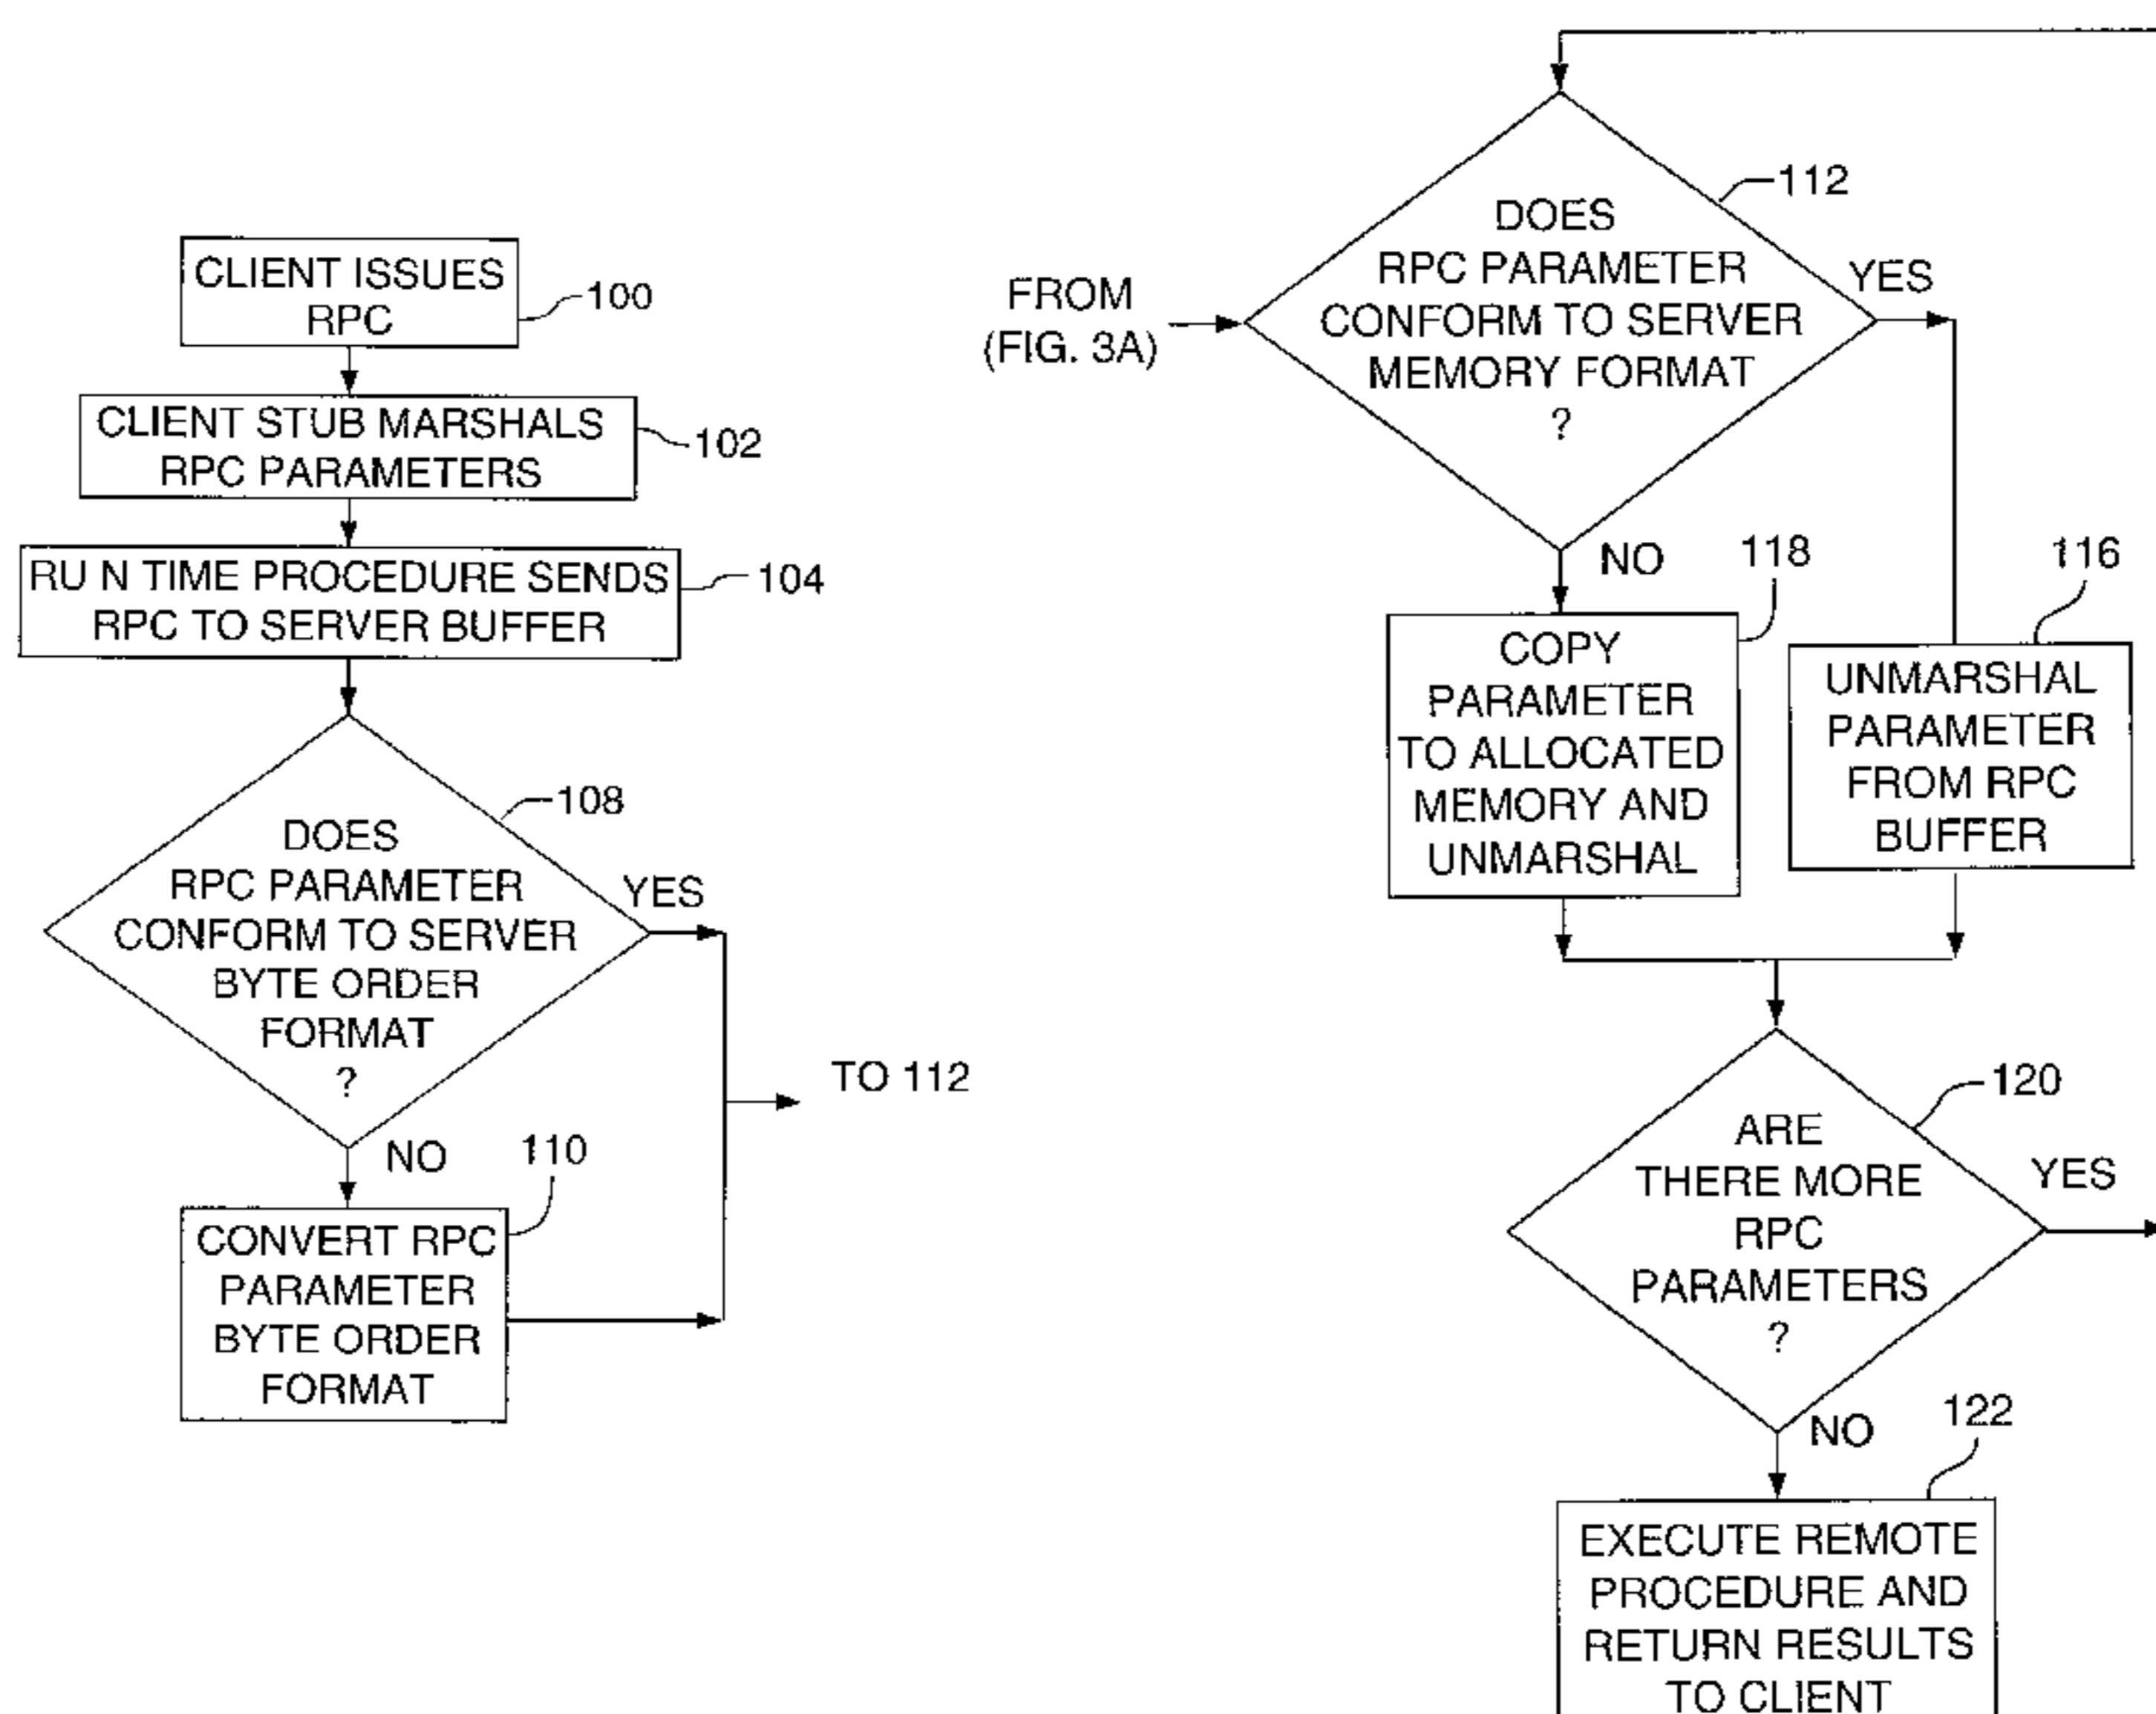 CLIENT ISSUES
RPC
100
CLIENT STUB MARSHALS
RPC PARAMETERS
102
RU N TIME PROCEDURE SENDS
RPC TO SERVER BUFFER
104
DOES
RPC PARAMETER
CONFORM TO SERVER
BYTE ORDER
FORMAT
?
108
YES
NO
TO 112
CONVERT RPC
PARAMETER
BYTE ORDER
FORMAT
110
FROM
(FIG. 3A)
DOES
RPC PARAMETER
CONFORM TO SERVER
MEMORY FORMAT
?
112
YES
NO
COPY
PARAMETER
TO ALLOCATED
MEMORY AND
UNMARSHAL
118
UNMARSHAL
PARAMETER
FROM RPC
BUFFER
116
ARE
THERE MORE
RPC
PARAMETERS
?
120
YES
NO
EXECUTE REMOTE
PROCEDURE AND
RETURN RESULTS
TO CLIENT
122